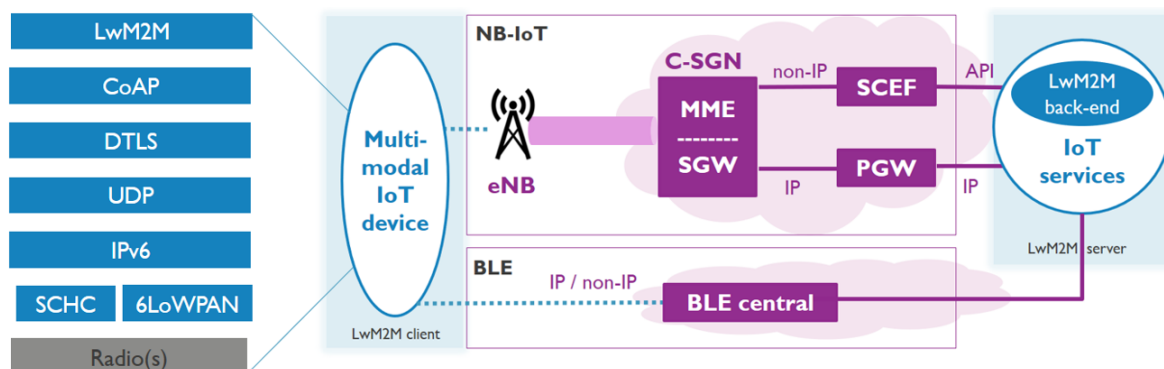 LwM2M
CoAP
DTLS
UDP
IPv6
SCHC
6LoWPAN
Radio(s)
Multi-
modal
IoT
device
LwM2M client
NB-IoT
eNB
C-SGN
MME
--------
SGW
non-IP
SCEF
API
IP
PGW
IP
LwM2M
back-end
IoT
services
LwM2M server
BLE
IP / non-IP
BLE central